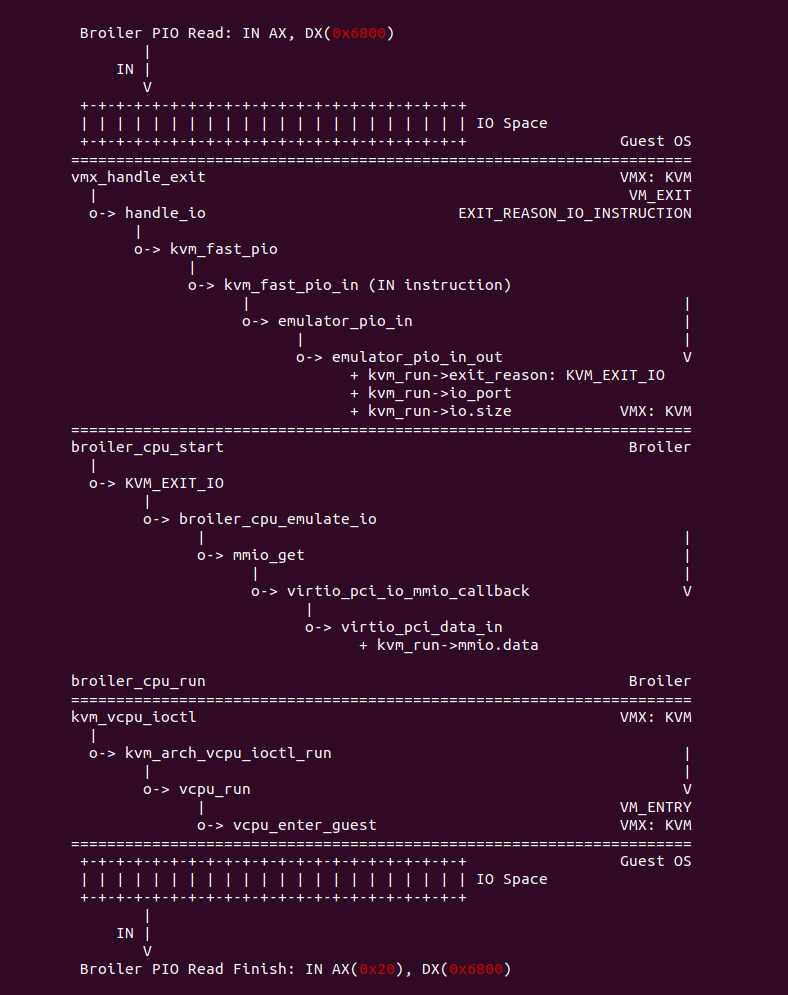 Broiler PIO Read: IN AX, DX(0x6800)
|
IN |
V
+-+-+-+-+-+-+-+-+-+-+-+-+-+-+-+-+-+-+-+-+-+
| | | | | | | | | | | | | | | | | | | | | | IO Space
+-+-+-+-+-+-+-+-+-+-+-+-+-+-+-+-+-+-+-+-+-+ Guest OS
=====================================================================
vmx_handle_exit VMX: KVM
| VM_EXIT
o-> handle_io EXIT_REASON_IO_INSTRUCTION
|
o-> kvm_fast_pio
|
o-> kvm_fast_pio_in (IN instruction)
| |
o-> emulator_pio_in |
| |
o-> emulator_pio_in_out V
+ kvm_run->exit_reason: KVM_EXIT_IO
+ kvm_run->io_port
+ kvm_run->io.size VMX: KVM
=====================================================================
broiler_cpu_start Broiler
|
o-> KVM_EXIT_IO
|
o-> broiler_cpu_emulate_io
| |
o-> mmio_get |
| |
o-> virtio_pci_io_mmio_callback V
|
o-> virtio_pci_data_in
+ kvm_run->mmio.data
broiler_cpu_run Broiler
=====================================================================
kvm_vcpu_ioctl VMX: KVM
|
o-> kvm_arch_vcpu_ioctl_run |
| |
o-> vcpu_run V
| VM_ENTRY
o-> vcpu_enter_guest VMX: KVM
=====================================================================
+-+-+-+-+-+-+-+-+-+-+-+-+-+-+-+-+-+-+-+-+-+ Guest OS
| | | | | | | | | | | | | | | | | | | | | | IO Space
+-+-+-+-+-+-+-+-+-+-+-+-+-+-+-+-+-+-+-+-+-+
|
IN |
V
Broiler PIO Read Finish: IN AX(0x20), DX(0x6800)